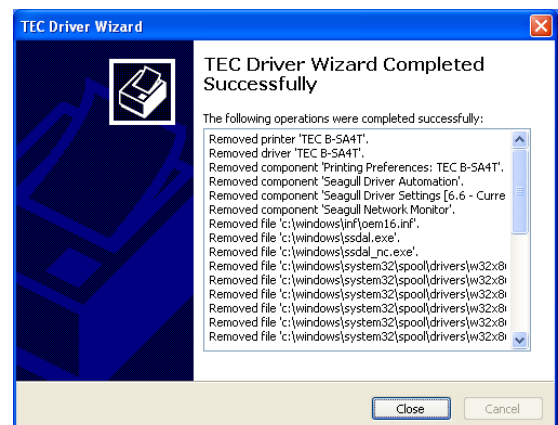 TEC Driver Wizard
TEC Driver Wizard Completed
Successfully
The following operations were completed successfully:
Removed printer 'TEC B-SA4T'.
Removed driver 'TEC B-SA4T'.
Removed component 'Printing Preferences: TEC B-SA4T'.
Removed component 'Seagull Driver Automation'.
Removed component 'Seagull Driver Settings [6.6 - Curre
Removed component 'Seagull Network Monitor'.
Removed file 'c:\windows\inf\oem16.inf'.
Removed file 'c:\windows\ssdal.exe'.
Removed file 'c:\windows\ssdal_nc.exe'.
Removed file 'c:\windows\system32\spool\drivers\w32x8
Removed file 'c:\windows\system32\spool\drivers\w32x8
Removed file 'c:\windows\system32\spool\drivers\w32x8
Removed file 'c:\windows\system32\spool\drivers\w32x8
Removed file 'c:\windows\system32\spool\drivers\w32x8
Removed file 'c:\windows\system32\spool\drivers\w32x8
Close Cancel